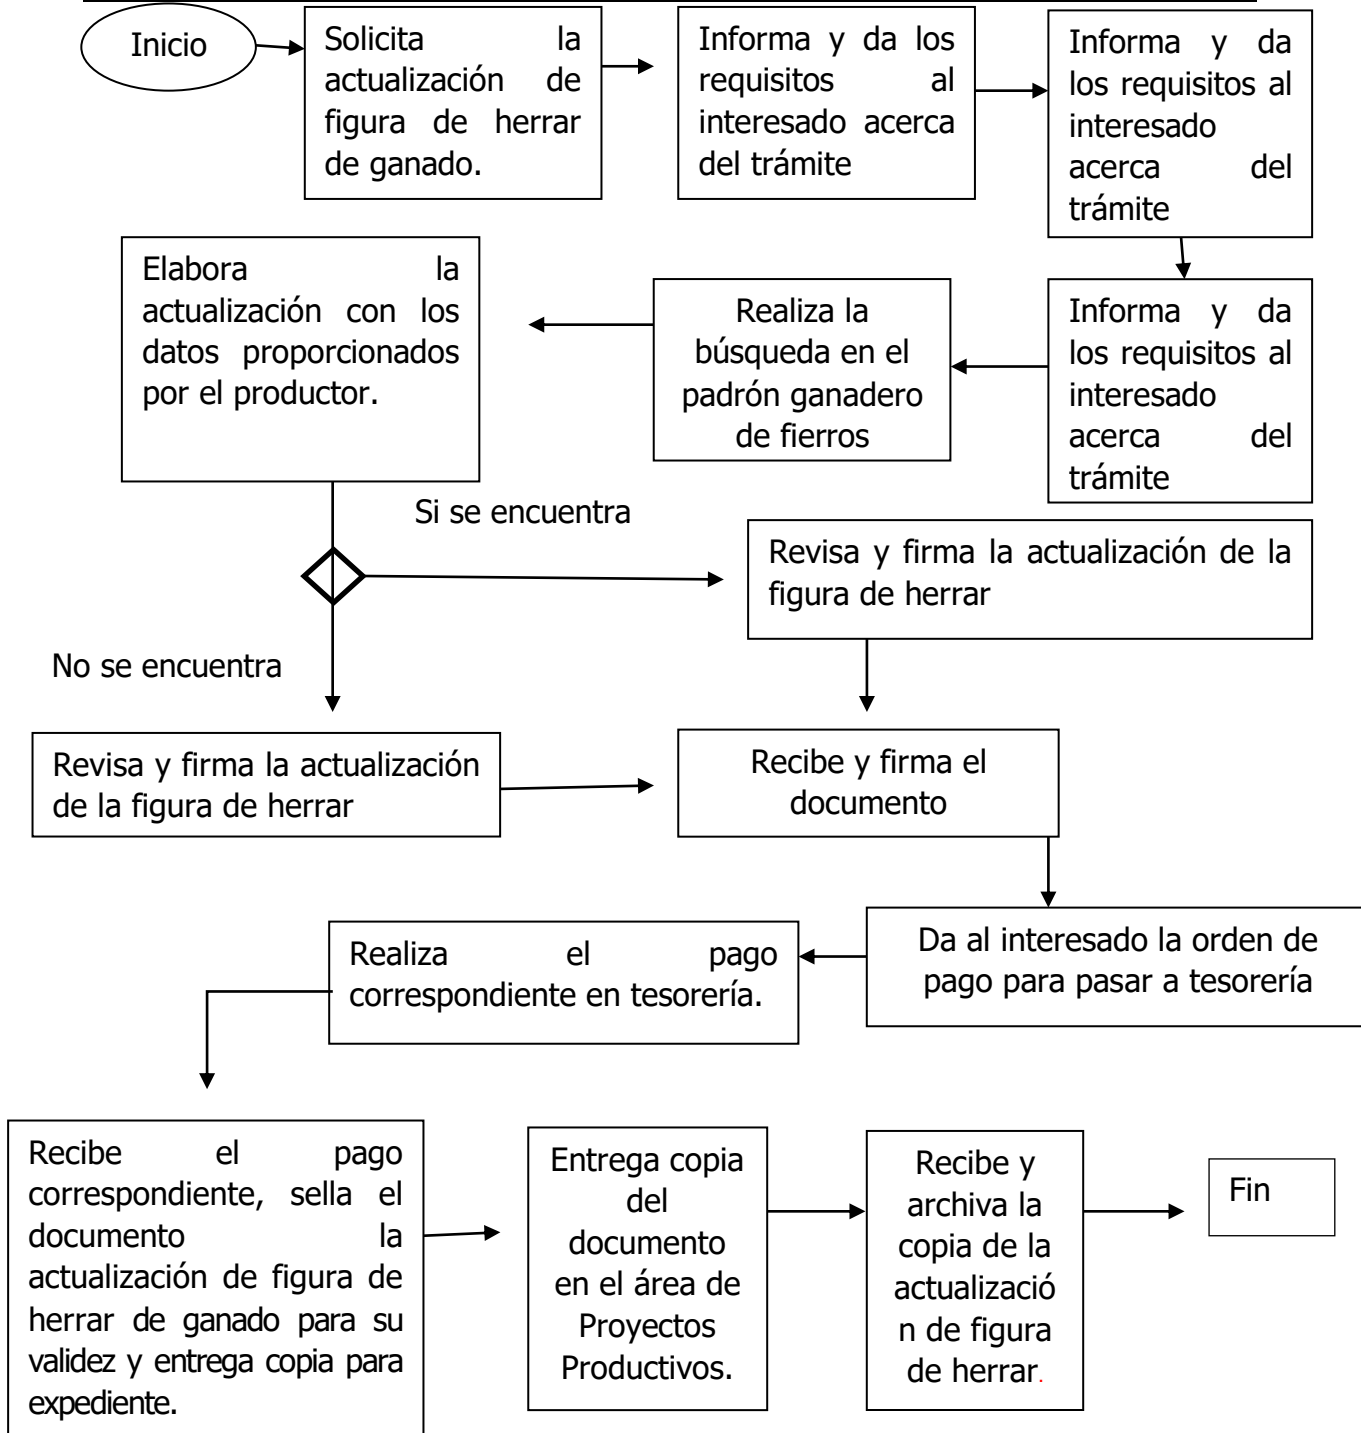 Inicio
Solicita la
actualización de
figura de herrar
de ganado.
Informa y da los
requisitos al
interesado acerca
del trámite
Informa y da
los requisitos al
interesado
acerca del
trámite
Informa y da
los requisitos al
interesado
acerca del
trámite
Realiza la
búsqueda en el
padrón ganadero
de fierros
Elabora la
actualización con los
datos proporcionados
por el productor.
Si se encuentra
Revisa y firma la actualización de la
figura de herrar
No se encuentra
Revisa y firma la actualización
de la figura de herrar
Recibe y firma el
documento
Da al interesado la orden de
pago para pasar a tesorería
Realiza el pago
correspondiente en tesorería.
Recibe el pago
correspondiente, sella el
documento la
actualización de figura de
herrar de ganado para su
validez y entrega copia para
expediente.
Entrega copia
del
documento
en el área de
Proyectos
Productivos.
Recibe y
archiva la
copia de la
actualizació
n de figura
de herrar.
Fin